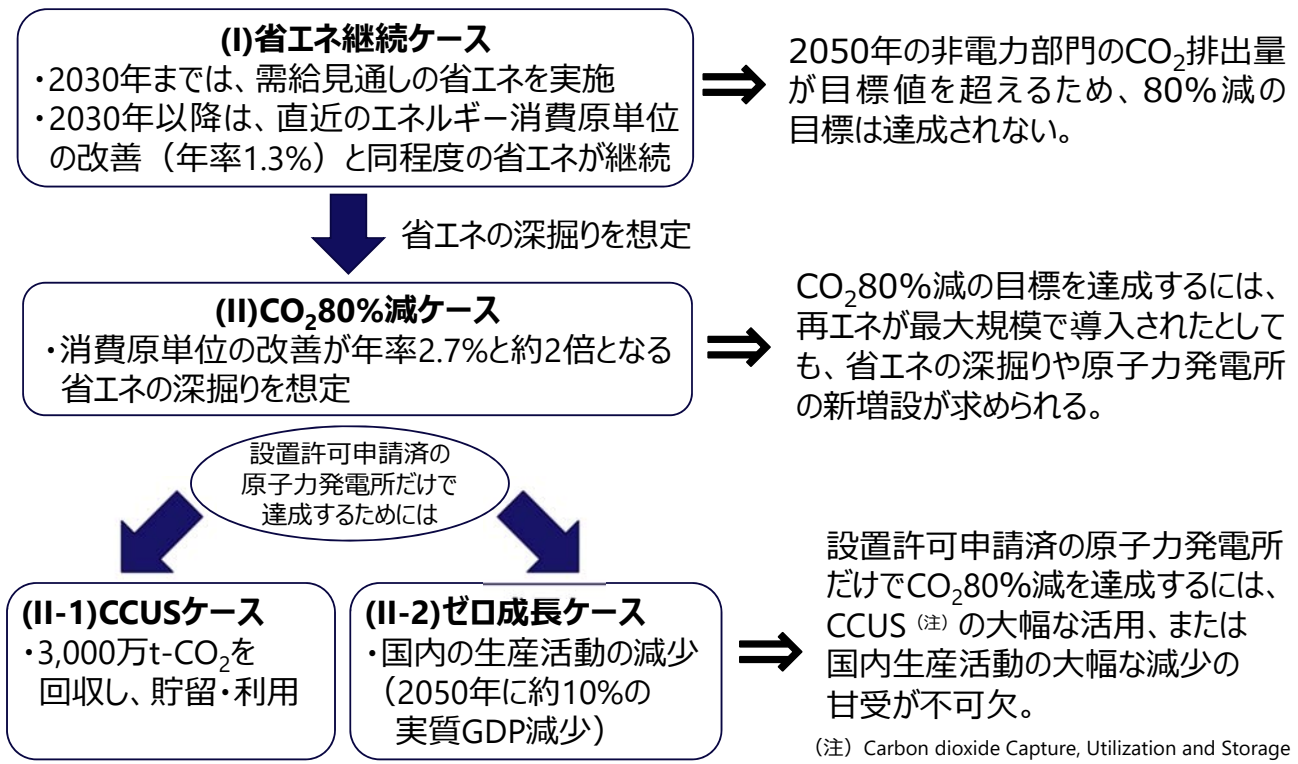 (I)省エネ継続ケース
・2030年までは、需給見通しの省エネを実施
・2030年以降は、直近のエネルギー消費原単位
の改善（年率1.3%）と同程度の省エネが継続
2050年の非電力部門のCO₂排出量
が目標値を超えるため、80%減の
目標は達成されない。
省エネの深掘りを想定
(II)CO₂80%減ケース
・消費原単位の改善が年率2.7%と約2倍となる
省エネの深掘りを想定
CO₂80%減の目標を達成するには、
再エネが最大規模で導入されたとして
も、省エネの深掘りや原子力発電所
の新増設が求められる。
設置許可申請済の
原子力発電所だけで
達成するためには
(II-1)CCUSケース
・3,000万t-CO₂を
回収し、貯留・利用
(II-2)ゼロ成長ケース
・国内の生産活動の減少
（2050年に約10%の
実質GDP減少）
設置許可申請済の原子力発電所
だけでCO₂80%減を達成するには、
CCUS（注）の大幅な活用、または
国内生産活動の大幅な減少の
甘受が不可欠。
（注）Carbon dioxide Capture, Utilization and Storage